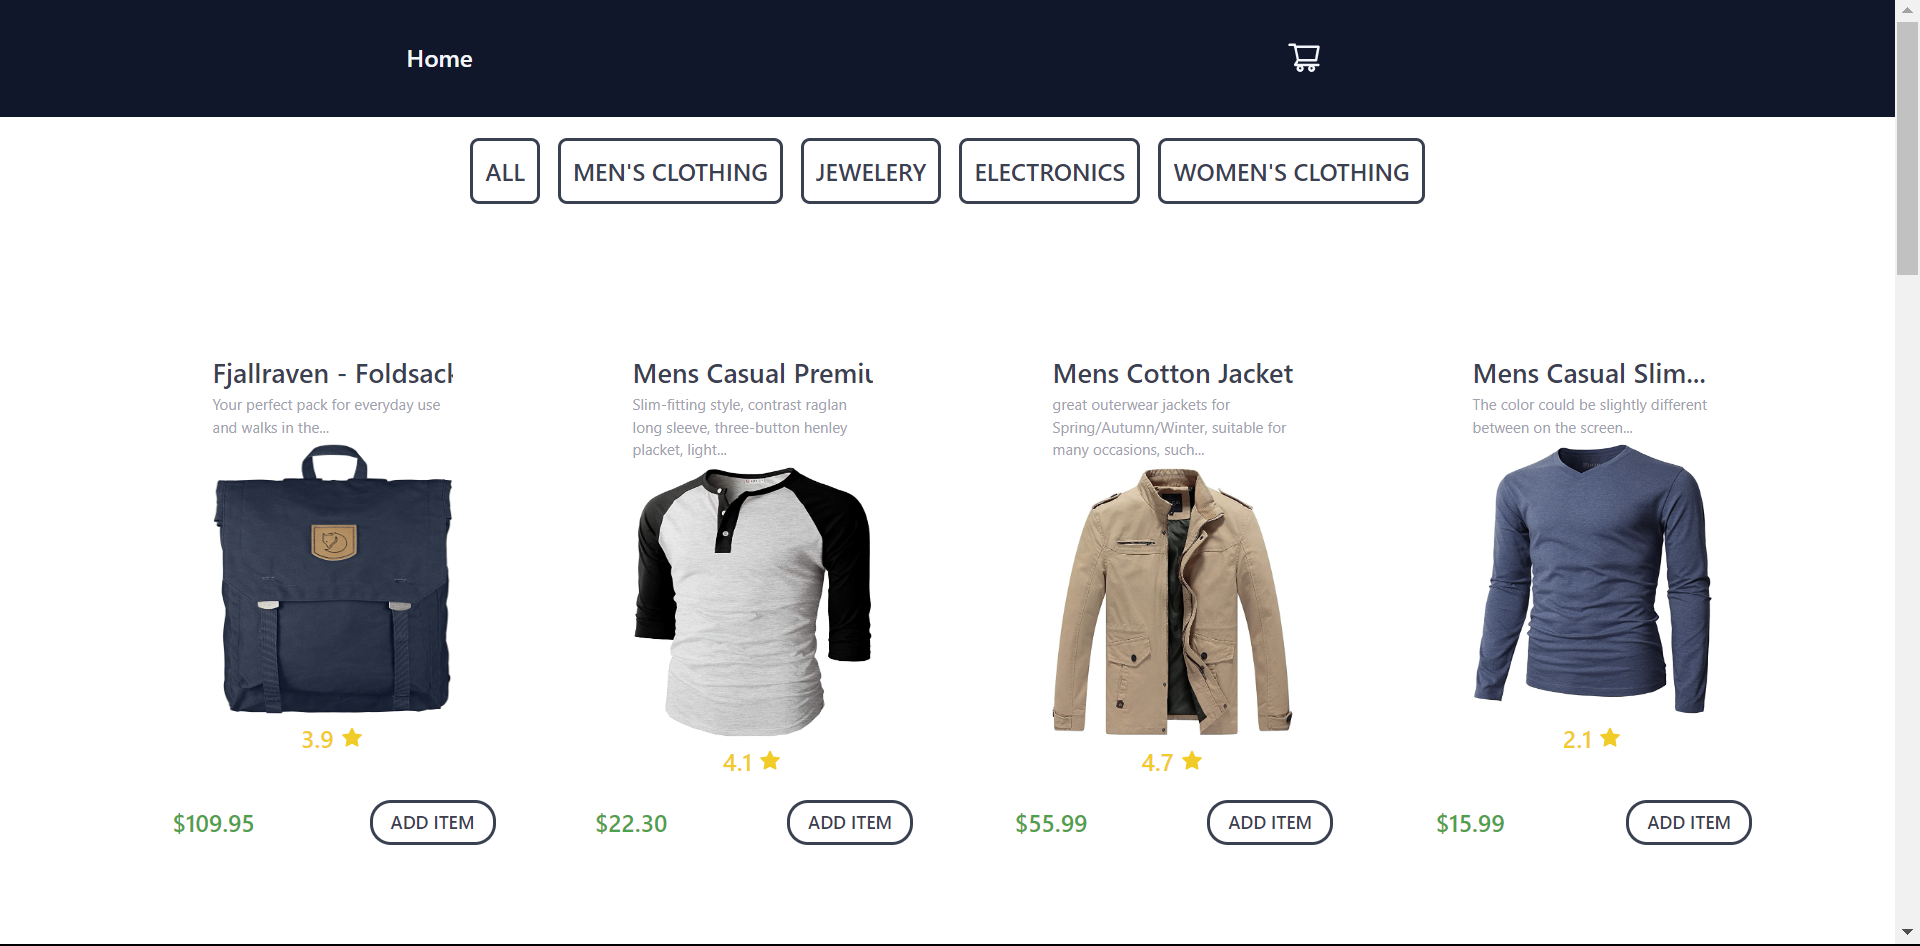 Home
ALL
MEN'S CLOTHING
JEWELERY
ELECTRONICS
WOMEN'S CLOTHING
Fjallraven - Foldsack
Your perfect pack for everyday use
and walks in the...
3.9
$109.95
ADD ITEM
Mens Casual Premiu
Slim-fitting style, contrast raglan
long sleeve, three-button henley
placket, light...
4.1
$22.30
ADD ITEM
Mens Cotton Jacket
great outerwear jackets for
Spring/Autumn/Winter, suitable for
many occasions, such...
4.7
$55.99
ADD ITEM
Mens Casual Slim...
The color could be slightly different
between on the screen...
2.1
$15.99
ADD ITEM